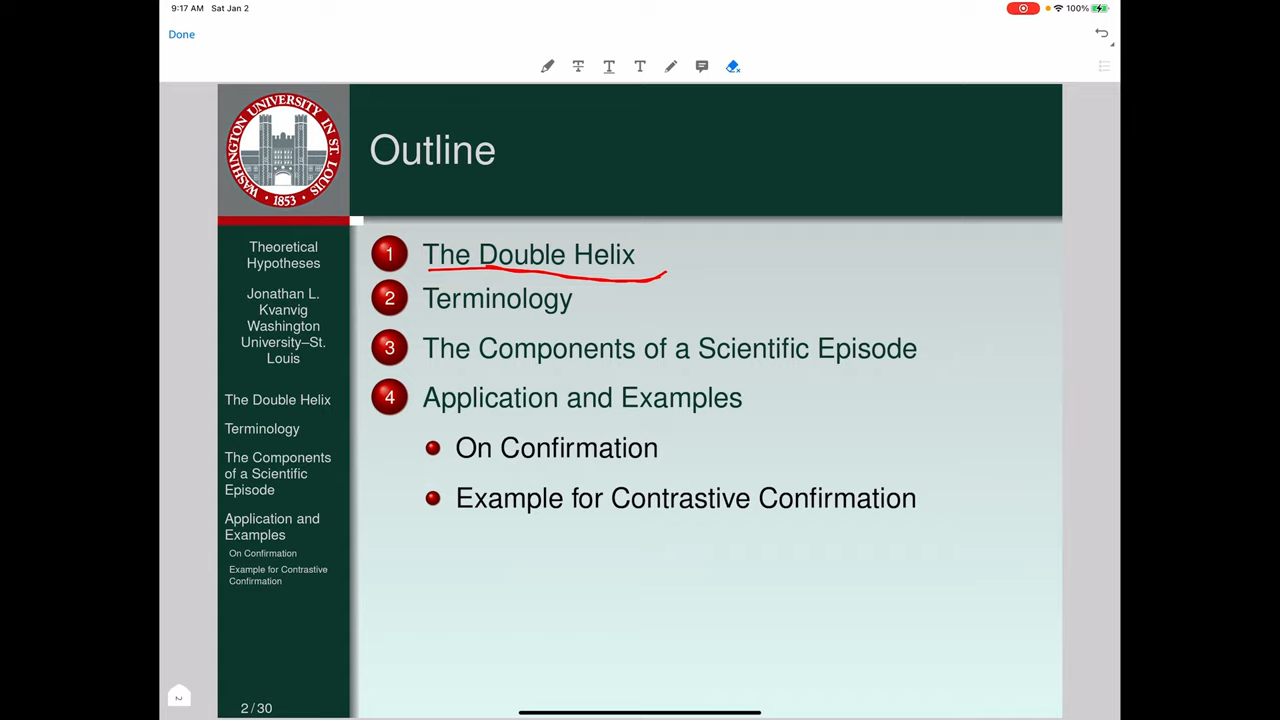 9:17 AM Sat Jan 2
100%
Done
T T T
WASHINGTON UNIVERSITY IN ST. LOUIS
1853
Outline
Theoretical
Hypotheses
Jonathan L.
Kvanvig
Washington
University–St.
Louis
The Double Helix
Terminology
The Components
of a Scientific
Episode
Application and
Examples
On Confirmation
Example for Contrastive
Confirmation
2 / 30
2
1 The Double Helix
2 Terminology
3 The Components of a Scientific Episode
4 Application and Examples
On Confirmation
Example for Contrastive Confirmation